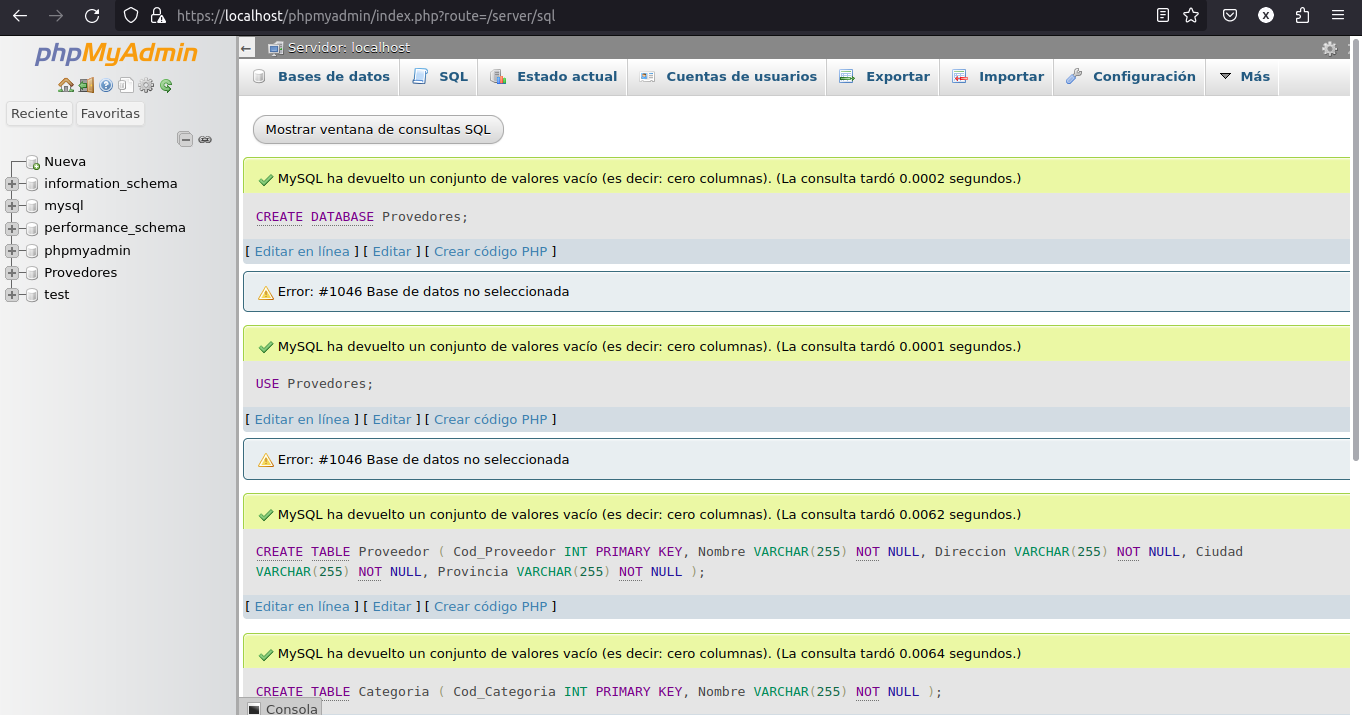 https://localhost/phpmyadmin/index.php?route=/server/sql
phpMyAdmin
Reciente
Favoritas
Nueva
information_schema
mysql
performance_schema
phpmyadmin
Provedores
test
Servidor: localhost
Bases de datos
SQL
Estado actual
Cuentas de usuarios
Exportar
Importar
Configuración
Más
Mostrar ventana de consultas SQL
MySQL ha devuelto un conjunto de valores vacío (es decir: cero columnas). (La consulta tardó 0.0002 segundos.)
CREATE DATABASE Provedores;
[ Editar en línea ] [ Editar ] [ Crear código PHP ]
Error: #1046 Base de datos no seleccionada
MySQL ha devuelto un conjunto de valores vacío (es decir: cero columnas). (La consulta tardó 0.0001 segundos.)
USE Provedores;
[ Editar en línea ] [ Editar ] [ Crear código PHP ]
Error: #1046 Base de datos no seleccionada
MySQL ha devuelto un conjunto de valores vacío (es decir: cero columnas). (La consulta tardó 0.0062 segundos.)
CREATE TABLE Proveedor ( Cod_Proveedor INT PRIMARY KEY, Nombre VARCHAR(255) NOT NULL, Direccion VARCHAR(255) NOT NULL, Ciudad
VARCHAR(255) NOT NULL, Provincia VARCHAR(255) NOT NULL );
[ Editar en línea ] [ Editar ] [ Crear código PHP ]
MySQL ha devuelto un conjunto de valores vacío (es decir: cero columnas). (La consulta tardó 0.0064 segundos.)
CREATE TABLE Categoria ( Cod_Categoria INT PRIMARY KEY, Nombre VARCHAR(255) NOT NULL );
Consola